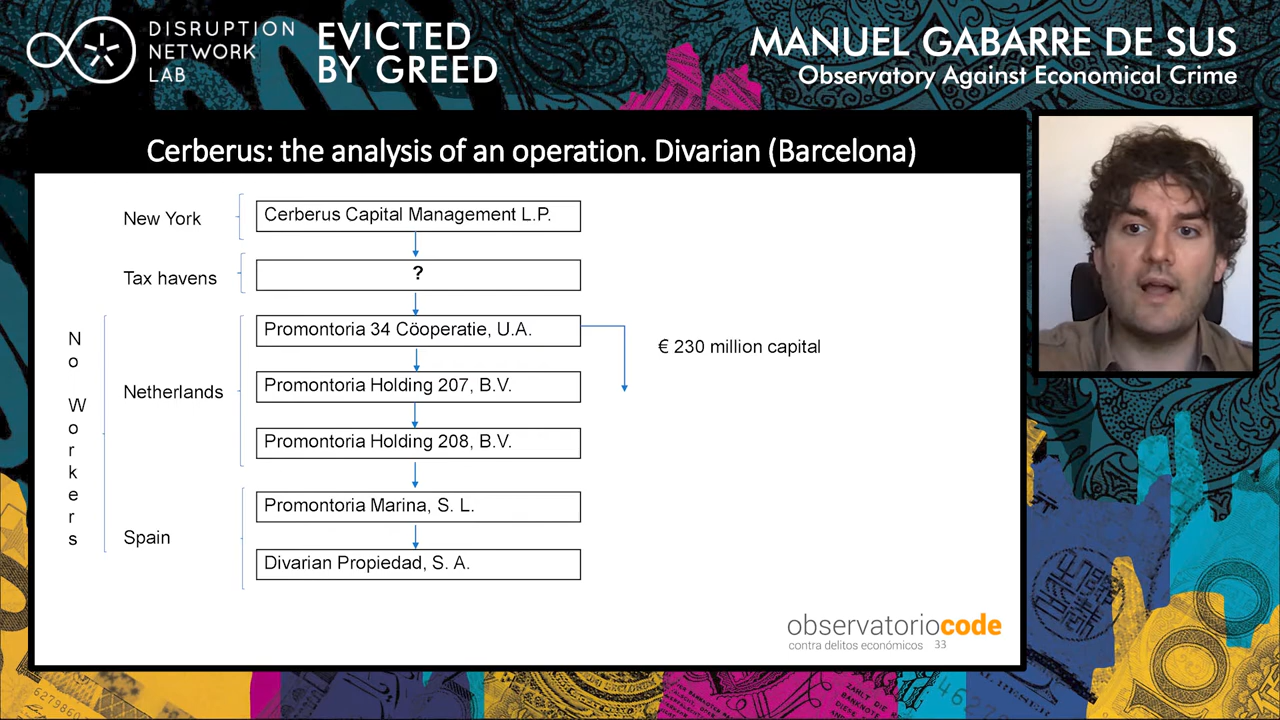 DISRUPTION
NETWORK
LAB
EVICTED
BY GREED
MANUEL GABARRE DE SUS
Observatory Against Economical Crime
Cerberus: the analysis of an operation. Divarian (Barcelona)
New York
Cerberus Capital Management L.P.
Tax havens
?
No Workers
Netherlands
Promontoria 34 Cöoperatie, U.A.
€ 230 million capital
Promontoria Holding 207, B.V.
Promontoria Holding 208, B.V.
Spain
Promontoria Marina, S. L.
Divarian Propiedad, S. A.
observatoriocode
contra delitos económicos 33